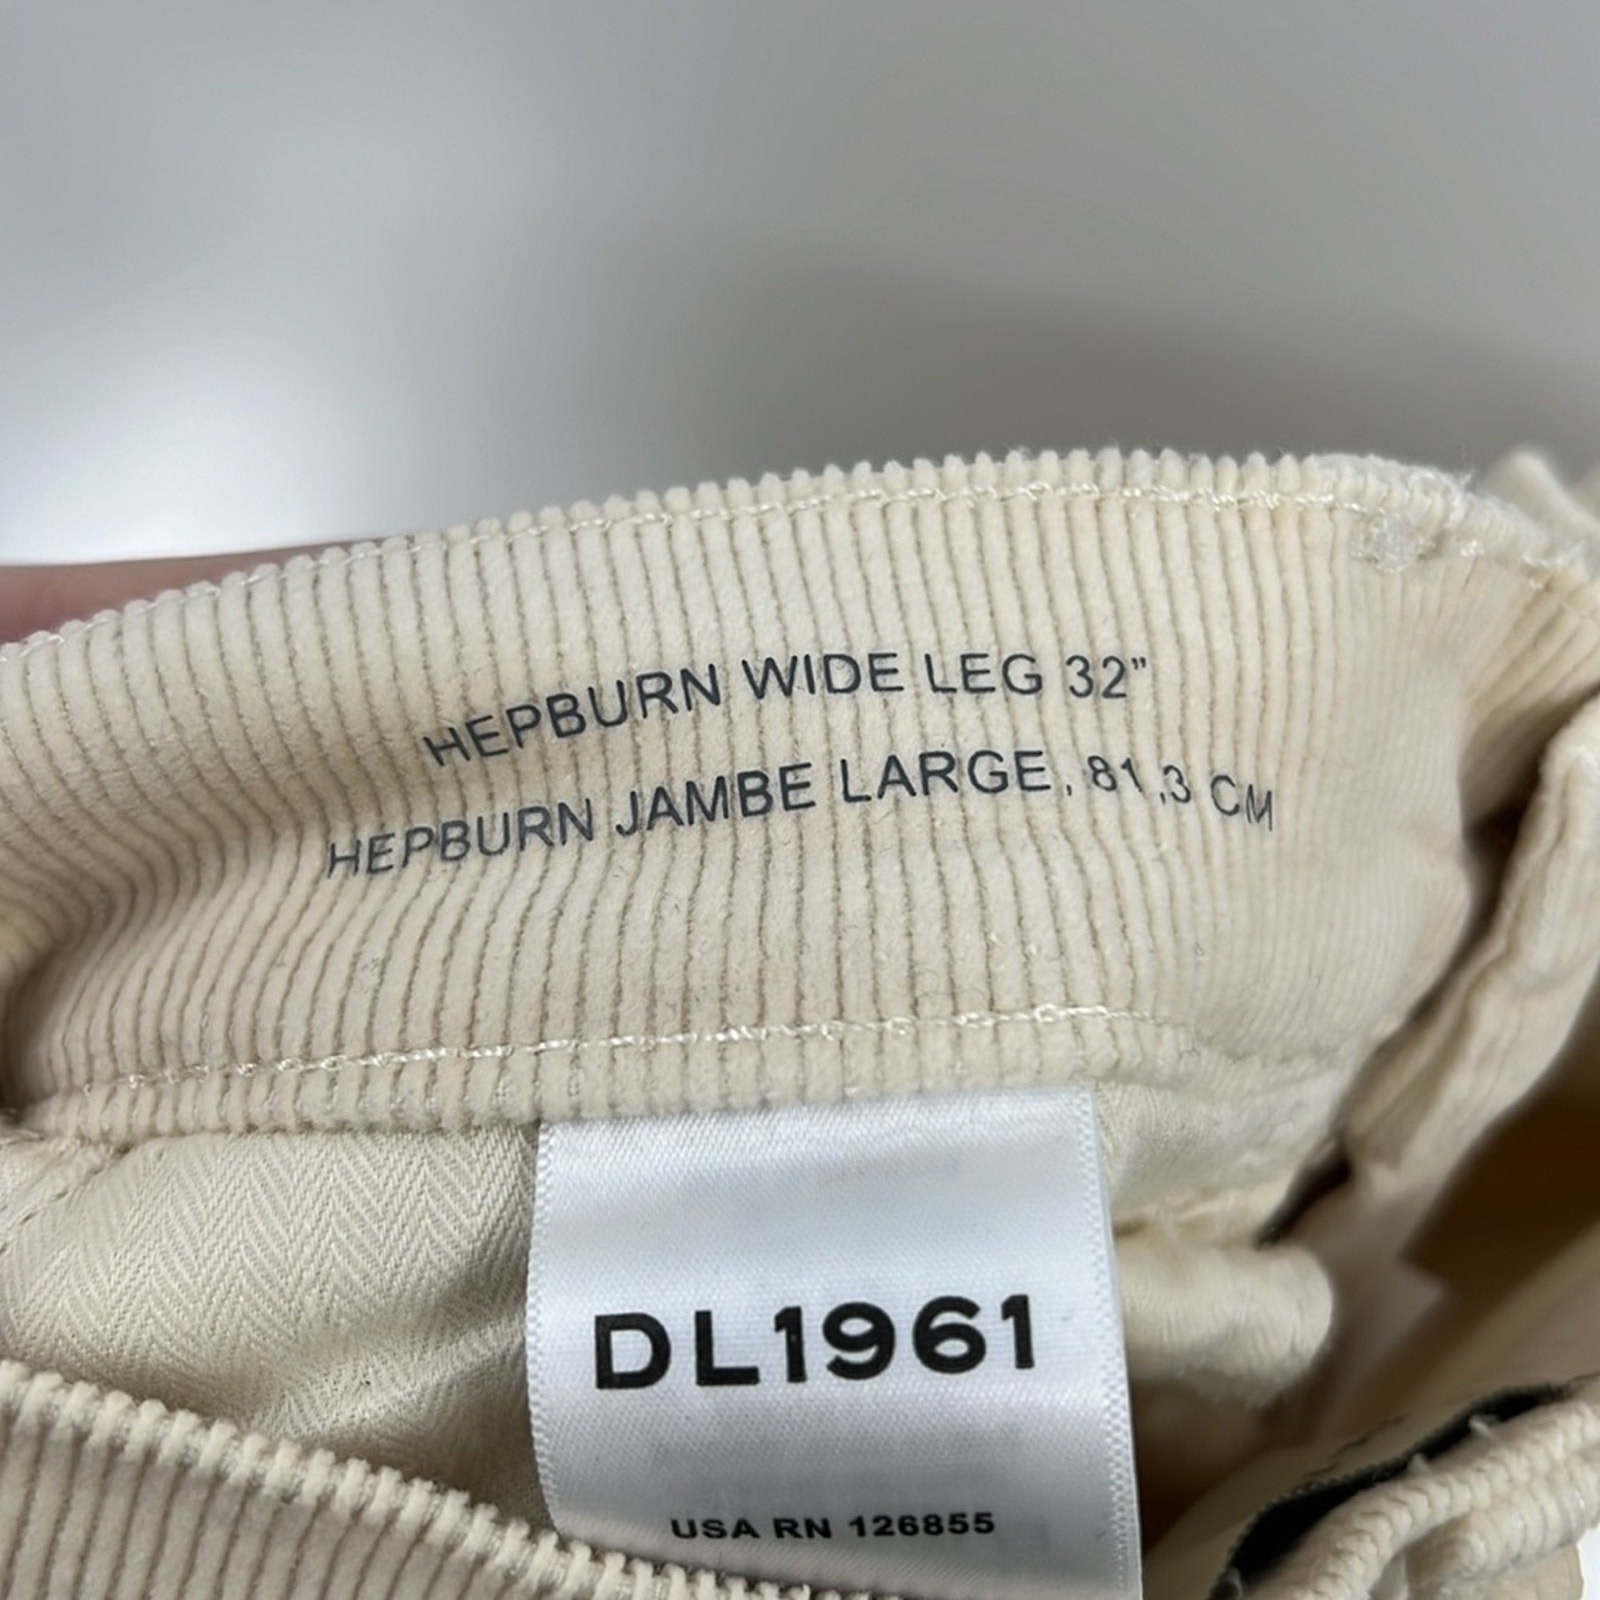 HEPBURN WIDE LEG 32"
HEPBURN JAMBE LARGE, 81,3 CM
DL1961
USA RN 126855